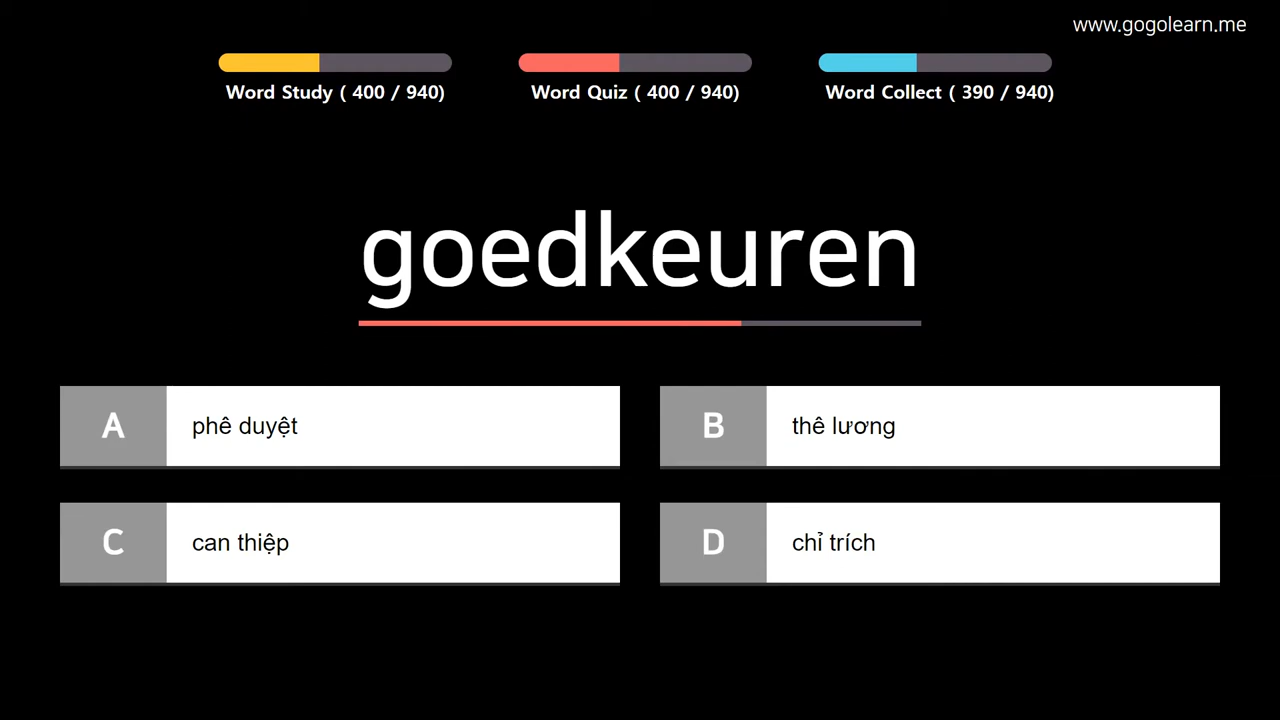 www.gogolearn.me
Word Study ( 400 / 940)
Word Quiz ( 400 / 940)
Word Collect ( 390 / 940)
goedkeuren
A phê duyệt
B thê lương
C can thiệp
D chỉ trích